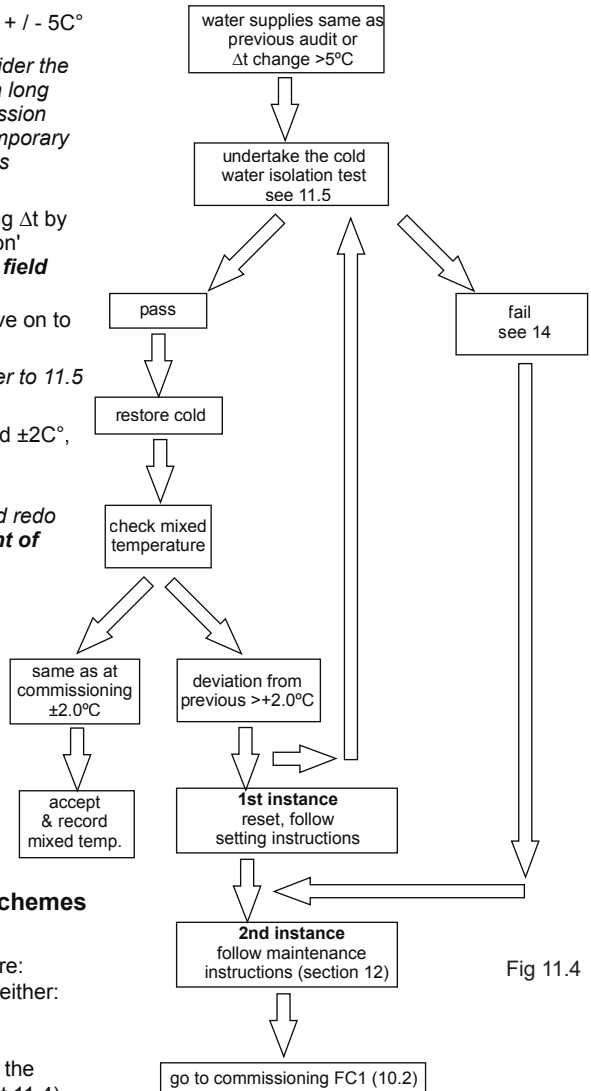 + / - 5C°
ider the
a long
ssion
mporary
s
ng Δt by
on'
field
ve on to
er to 11.5
d ±2C°,
d redo
nt of
chemes
re:
either:
the
t 11.4)
water supplies same as
previous audit or
Δt change >5ºC
undertake the cold
water isolation test
see 11.5
pass
fail
see 14
restore cold
check mixed
temperature
same as at
commissioning
±2.0ºC
deviation from
previous >+2.0ºC
accept
& record
mixed temp.
1st instance
reset, follow
setting instructions
2nd instance
follow maintenance
instructions (section 12)
Fig 11.4
go to commissioning FC1 (10.2)